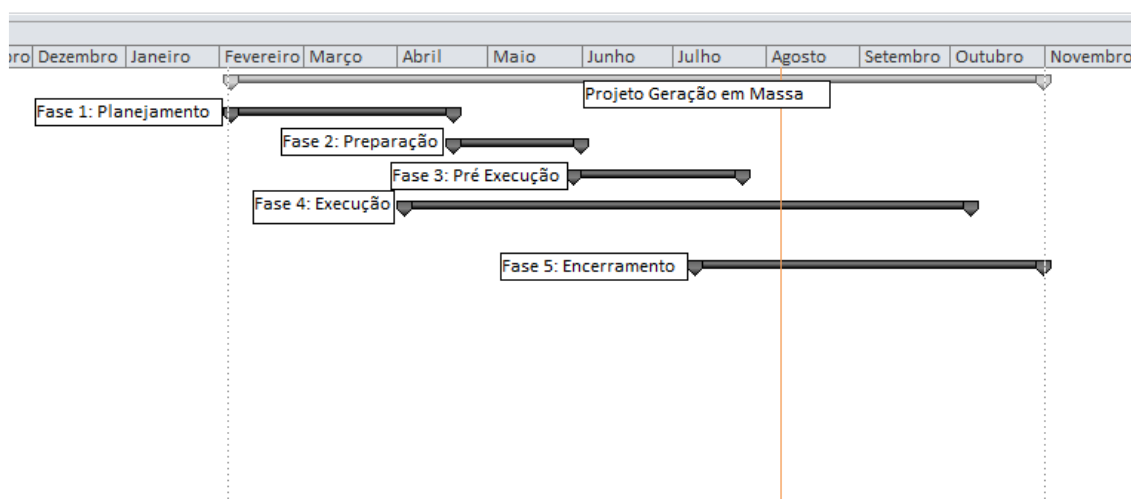 bro Dezembro Janeiro Fevereiro Março Abril Maio Junho Julho Agosto Setembro Outubro Novembro
Projeto Geração em Massa
Fase 1: Planejamento
Fase 2: Preparação
Fase 3: Pré Execução
Fase 4: Execução
Fase 5: Encerramento